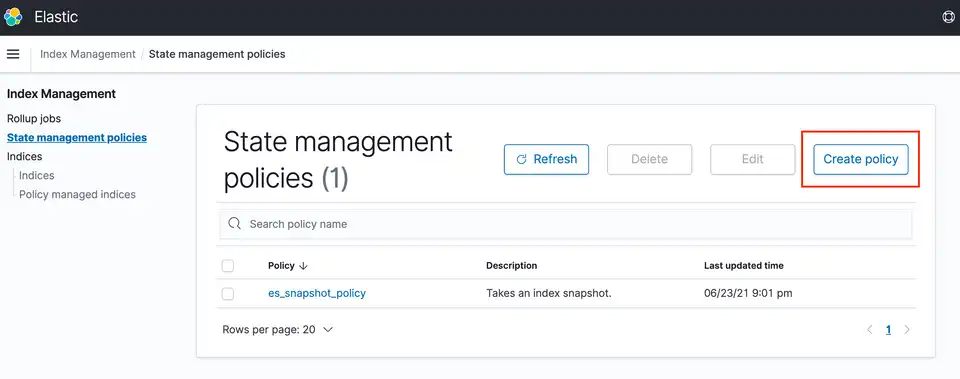 Elastic
Index Management / State management policies
Index Management
Rollup jobs
State management policies
Indices
Indices
Policy managed indices
State management
policies (1)
Refresh
Delete
Edit
Create policy
Search policy name
Policy
Description
Last updated time
es_snapshot_policy
Takes an index snapshot.
06/23/21 9:01 pm
Rows per page: 20
1